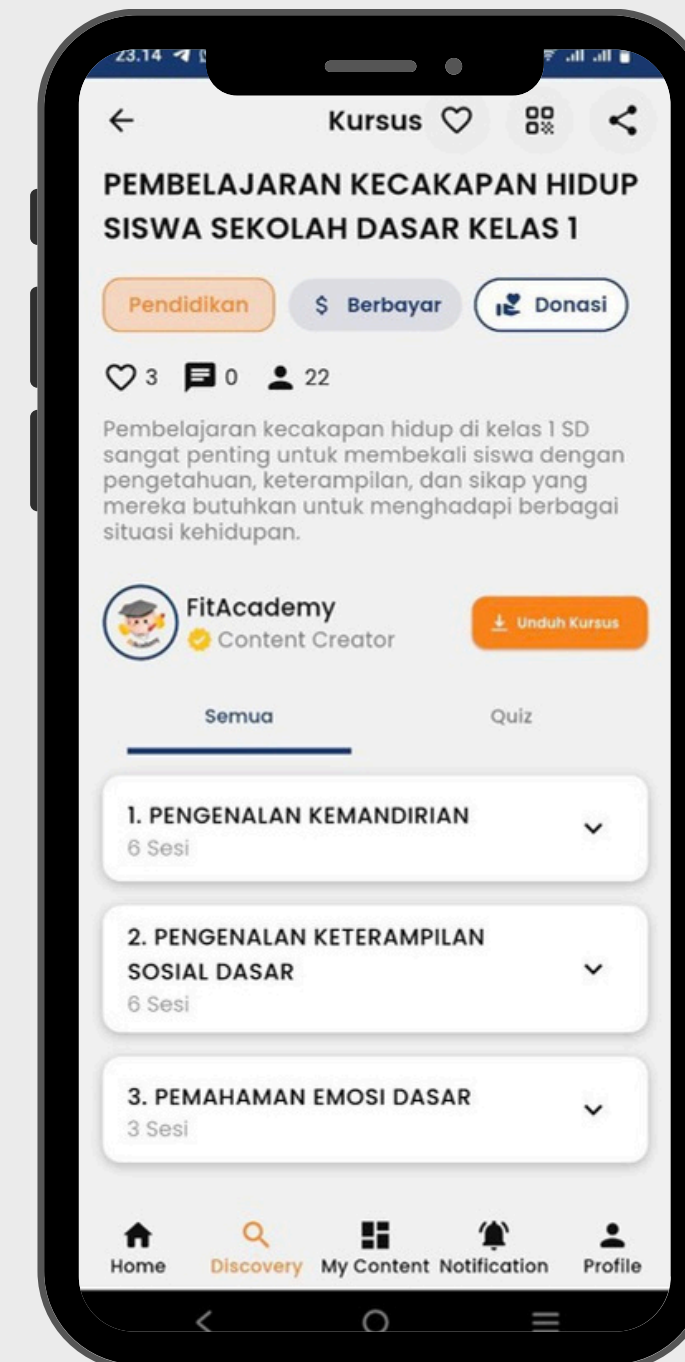 23.14
Kursus
PEMBELAJARAN KECAKAPAN HIDUP
SISWA SEKOLAH DASAR KELAS 1
Pendidikan
$ Berbayar
Donasi
3
0
22
Pembelajaran kecakapan hidup di kelas 1 SD
sangat penting untuk membekali siswa dengan
pengetahuan, keterampilan, dan sikap yang
mereka butuhkan untuk menghadapi berbagai
situasi kehidupan.
FitAcademy
Content Creator
Unduh Kursus
Semua
Quiz
1. PENGENALAN KEMANDIRIAN
6 Sesi
2. PENGENALAN KETERAMPILAN
SOSIAL DASAR
6 Sesi
3. PEMAHAMAN EMOSI DASAR
3 Sesi
Home
Discovery
My Content
Notification
Profile